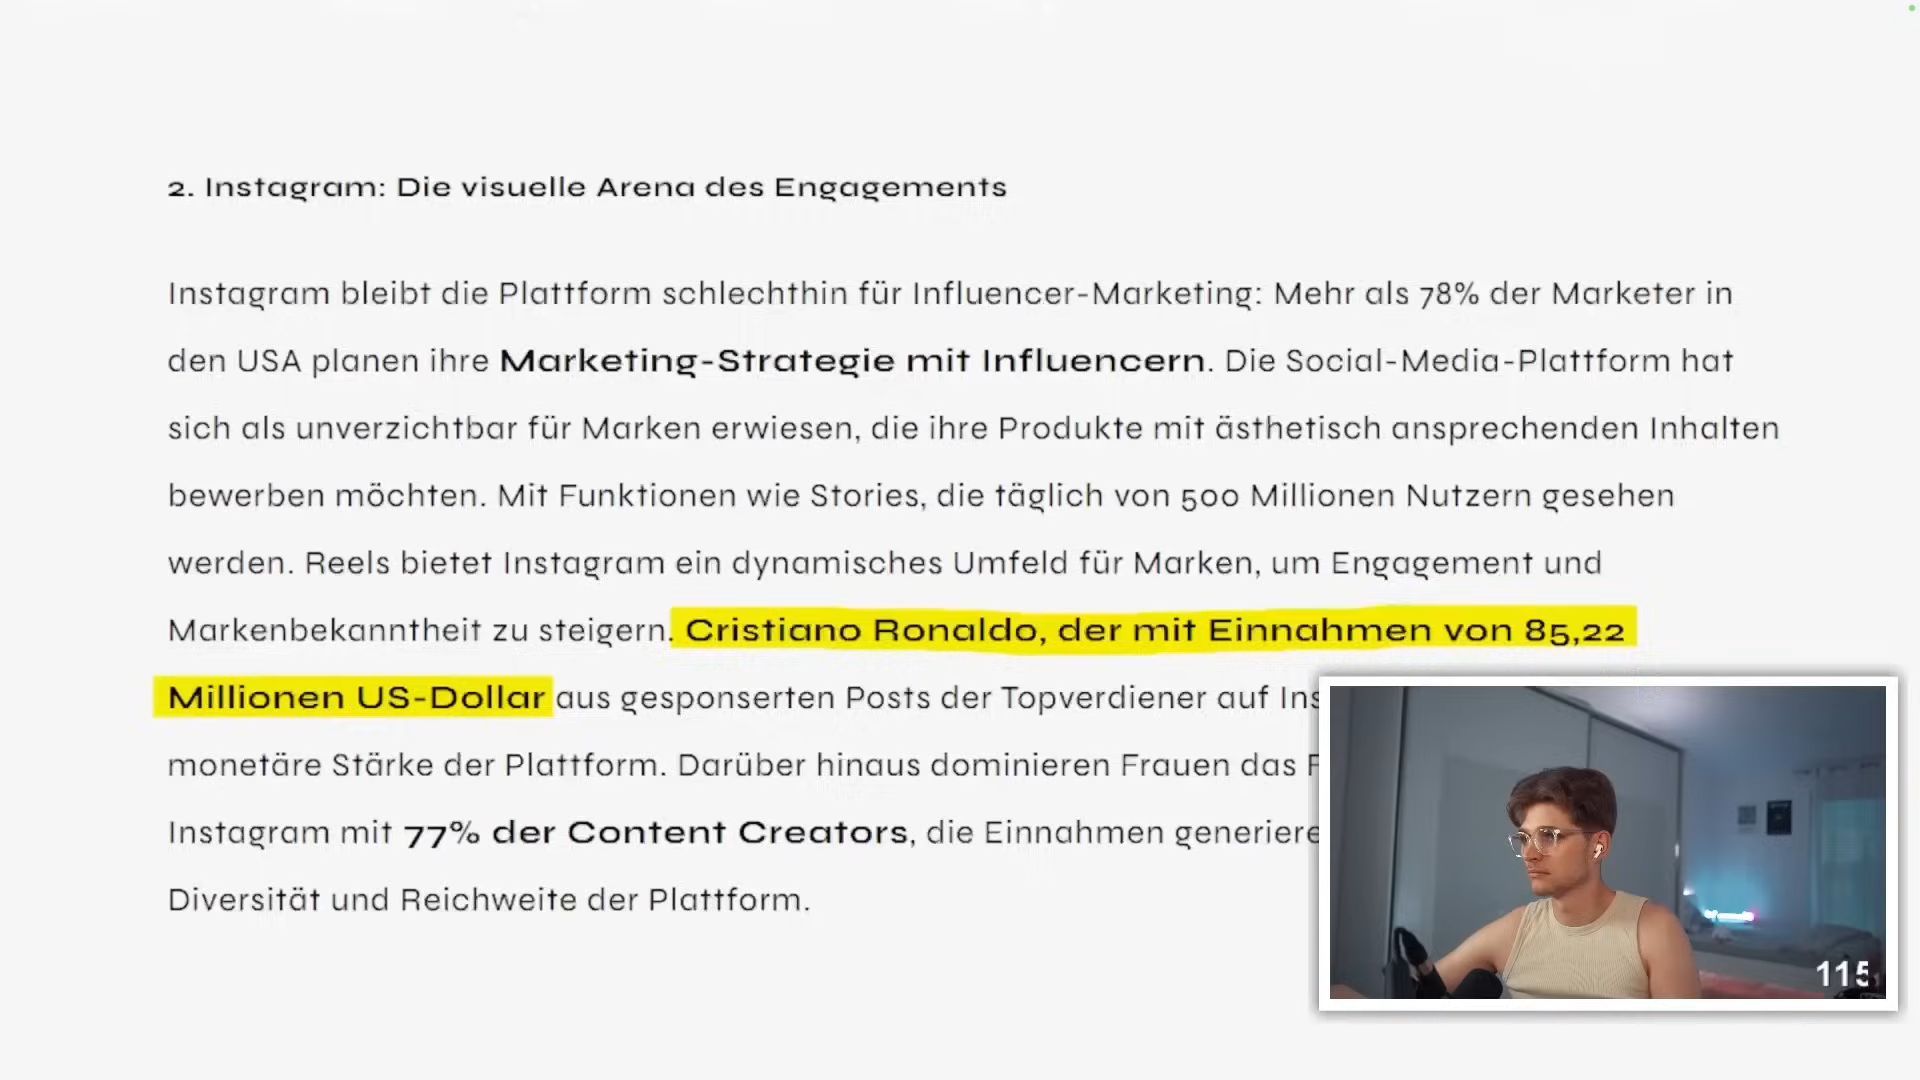 2. Instagram: Die visuelle Arena des Engagements
Instagram bleibt die Plattform schlechthin für Influencer-Marketing: Mehr als 78% der Marketer in
den USA planen ihre Marketing-Strategie mit Influencern. Die Social-Media-Plattform hat
sich als unverzichtbar für Marken erwiesen, die ihre Produkte mit ästhetisch ansprechenden Inhalten
bewerben möchten. Mit Funktionen wie Stories, die täglich von 500 Millionen Nutzern gesehen
werden. Reels bietet Instagram ein dynamisches Umfeld für Marken, um Engagement und
Markenbekanntheit zu steigern. Cristiano Ronaldo, der mit Einnahmen von 85,22
Millionen US-Dollar aus gesponserten Posts der Topverdiener auf Ins
monetäre Stärke der Plattform. Darüber hinaus dominieren Frauen das
Instagram mit 77% der Content Creators, die Einnahmen generiere
Diversität und Reichweite der Plattform.
115